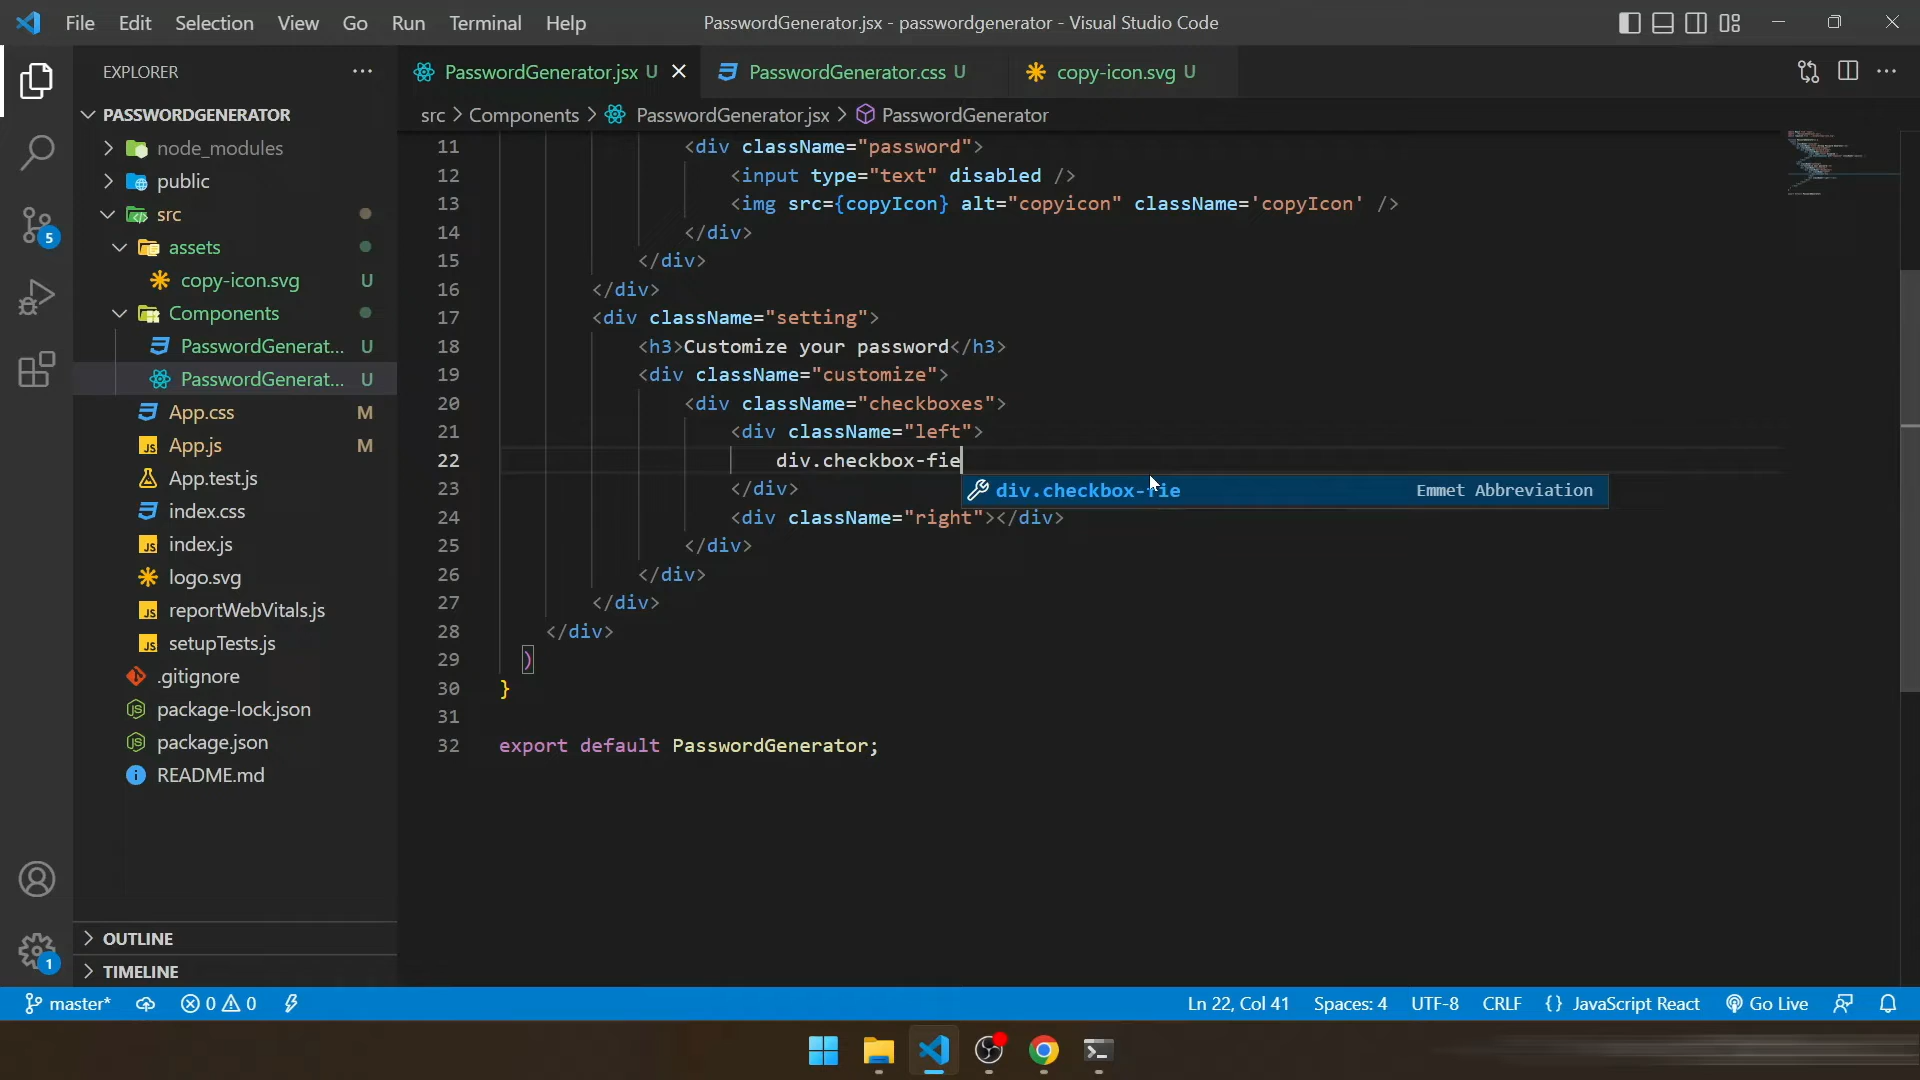 File Edit Selection View Go Run Terminal Help PasswordGenerator.jsx - passwordgenerator - Visual Studio Code
EXPLORER
PasswordGenerator.jsx U
PasswordGenerator.css U
copy-icon.svg U
PASSWORDGENERATOR
node_modules
public
src
assets
copy-icon.svg U
Components
PasswordGenerat... U
PasswordGenerat... U
App.css M
App.js M
App.test.js
index.css
index.js
logo.svg
reportWebVitals.js
setupTests.js
.gitignore
package-lock.json
package.json
README.md
OUTLINE
TIMELINE
5
1
src > Components > PasswordGenerator.jsx > PasswordGenerator
11 <div className="password">
12 <input type="text" disabled />
13 <img src={copyIcon} alt="copyicon" className='copyIcon' />
14 </div>
15 </div>
16 </div>
17 <div className="setting">
18 <h3>Customize your password</h3>
19 <div className="customize">
20 <div className="checkboxes">
21 <div className="left">
22 div.checkbox-fie
div.checkbox-fie Emmet Abbreviation
23 </div>
24 <div className="right"></div>
25 </div>
26 </div>
27 </div>
28 </div>
29 )
30 }
31
32 export default PasswordGenerator;
master* 0 0 Ln 22, Col 41 Spaces: 4 UTF-8 CRLF {} JavaScript React Go Live